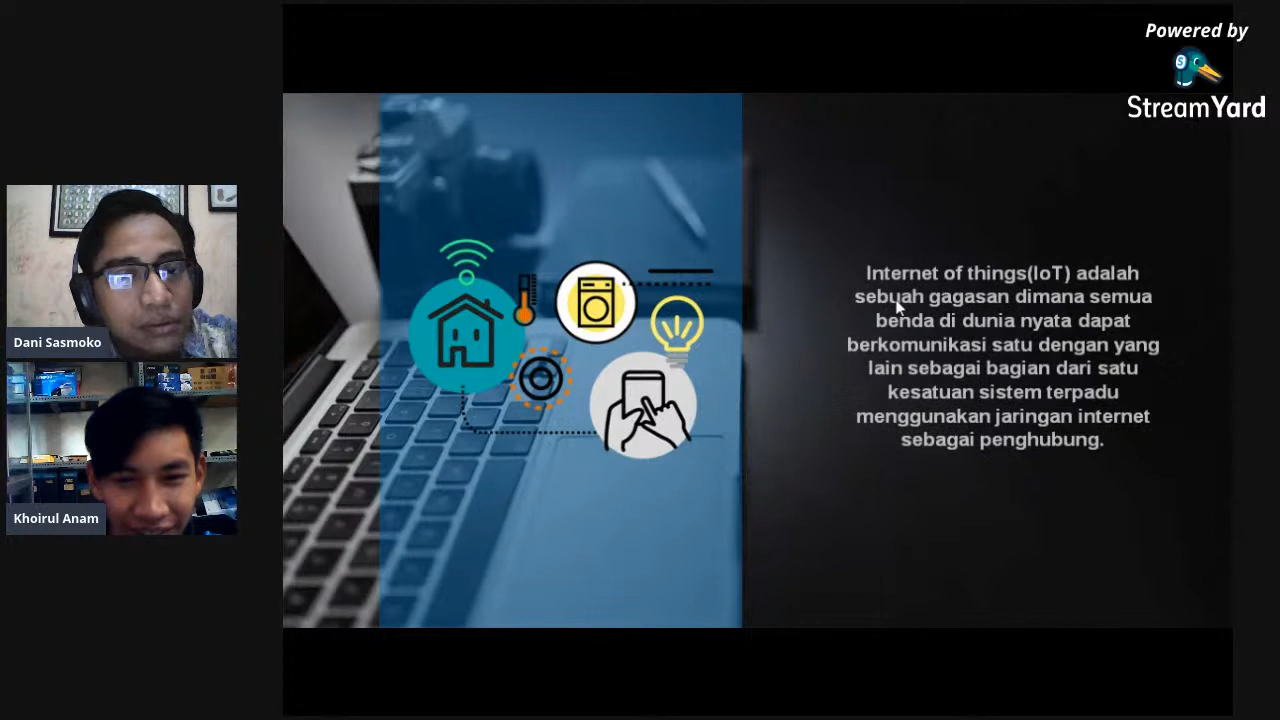 Powered by
StreamYard
Internet of things(IoT) adalah
sebuah gagasan dimana semua
benda di dunia nyata dapat
berkomunikasi satu dengan yang
lain sebagai bagian dari satu
kesatuan sistem terpadu
menggunakan jaringan internet
sebagai penghubung.
Dani Sasmoko
Khoirul Anam